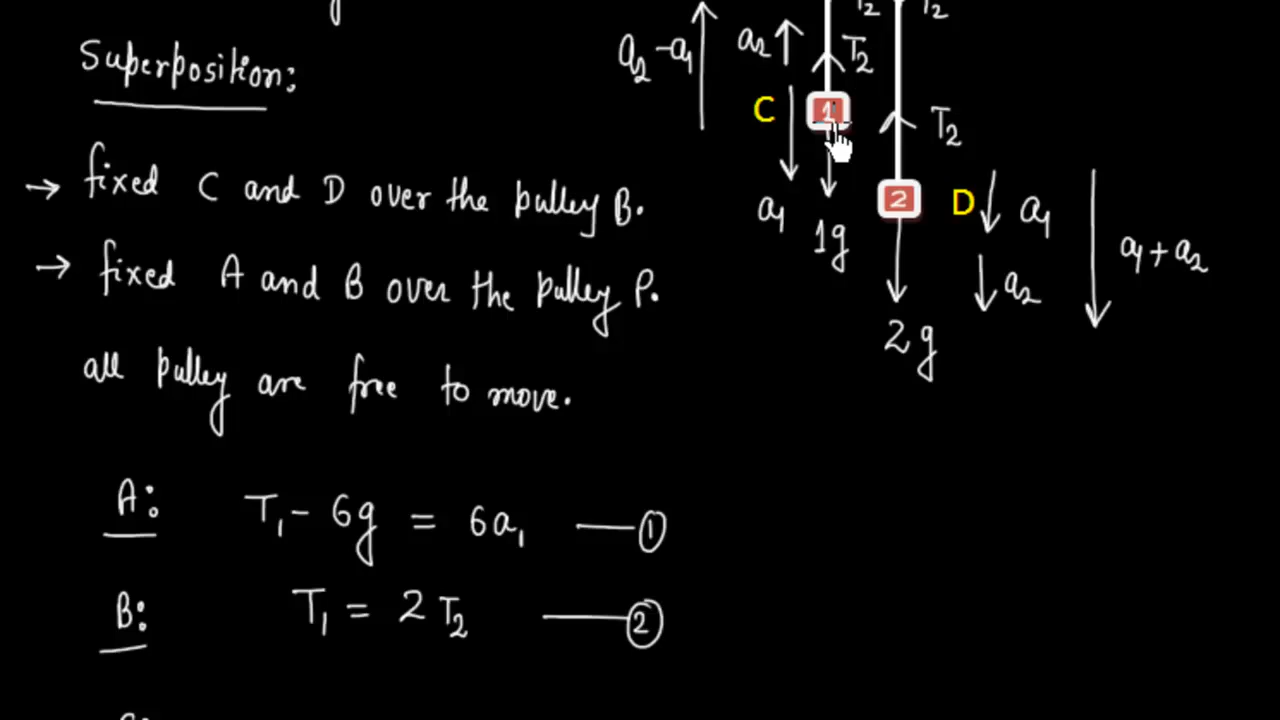 T₂ T₂
a₂-a₁ a₂ T₂
Superposition:
C 1 T₂
→ fixed C and D over the pulley B.
2 D a₁
a₁ 1g a₁+a₂
→ fixed A and B over the pulley P.
a₂
2g
all pulley are free to move.
A: T₁- 6g = 6a₁ —①
B: T₁ = 2T₂ —②